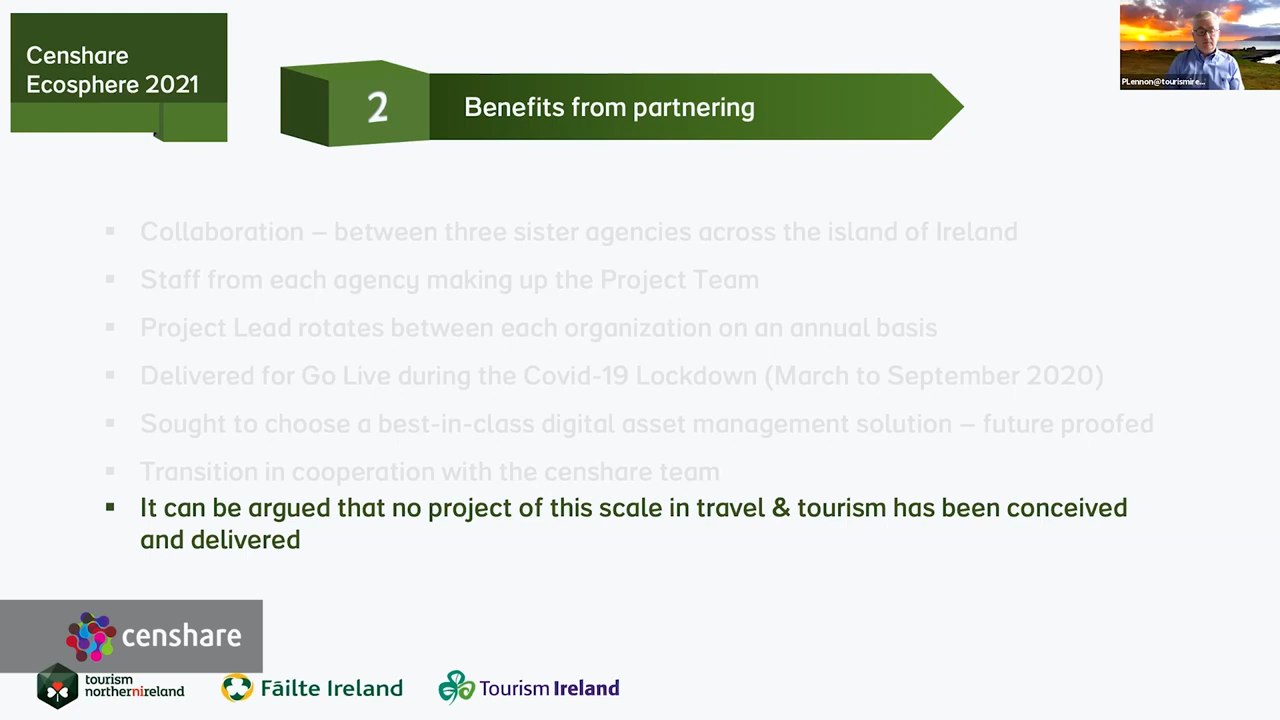 Censhare
Ecosphere 2021
2
Benefits from partnering
PLennon@tourismire...
▪ Collaboration – between three sister agencies across the island of Ireland
▪ Staff from each agency making up the Project Team
▪ Project Lead rotates between each organization on an annual basis
▪ Delivered for Go Live during the Covid-19 Lockdown (March to September 2020)
▪ Sought to choose a best-in-class digital asset management solution – future proofed
▪ Transition in cooperation with the censhare team
▪ It can be argued that no project of this scale in travel & tourism has been conceived
and delivered
censhare
tourism
northernireland
Fáilte Ireland
Tourism Ireland